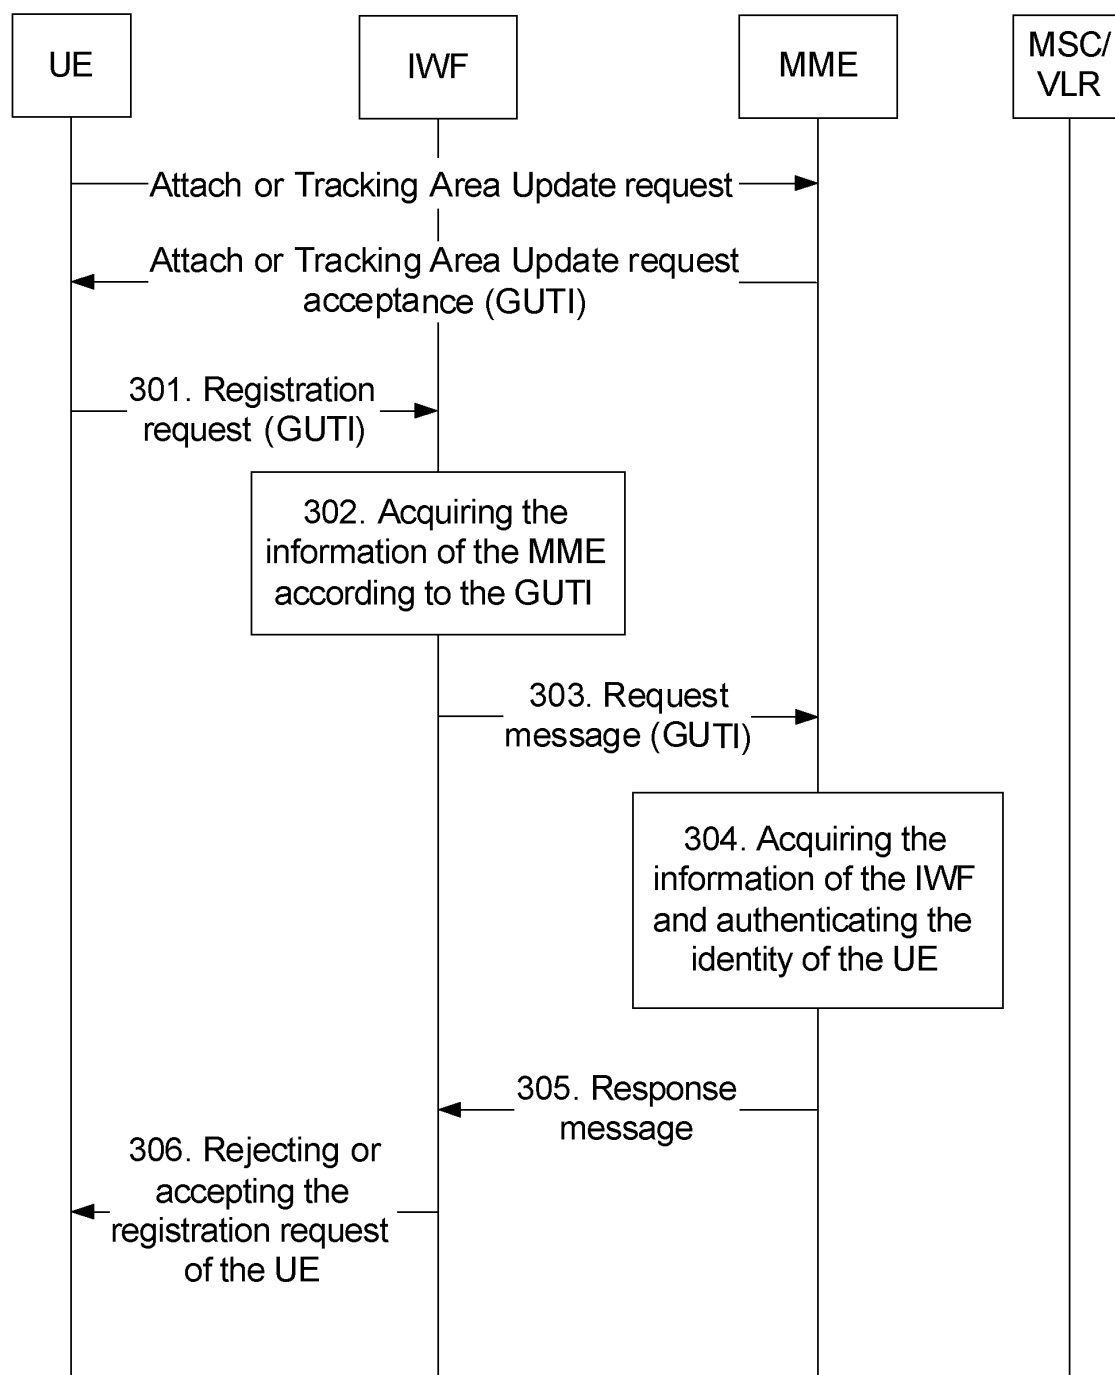 UE
IWF
MME
MSC/
VLR
Attach or Tracking Area Update request
Attach or Tracking Area Update request
acceptance (GUTI)
301. Registration
request (GUTI)
302. Acquiring the
information of the MME
according to the GUTI
303. Request
message (GUTI)
304. Acquiring the
information of the IWF
and authenticating the
identity of the UE
305. Response
message
306. Rejecting or
accepting the
registration request
of the UE